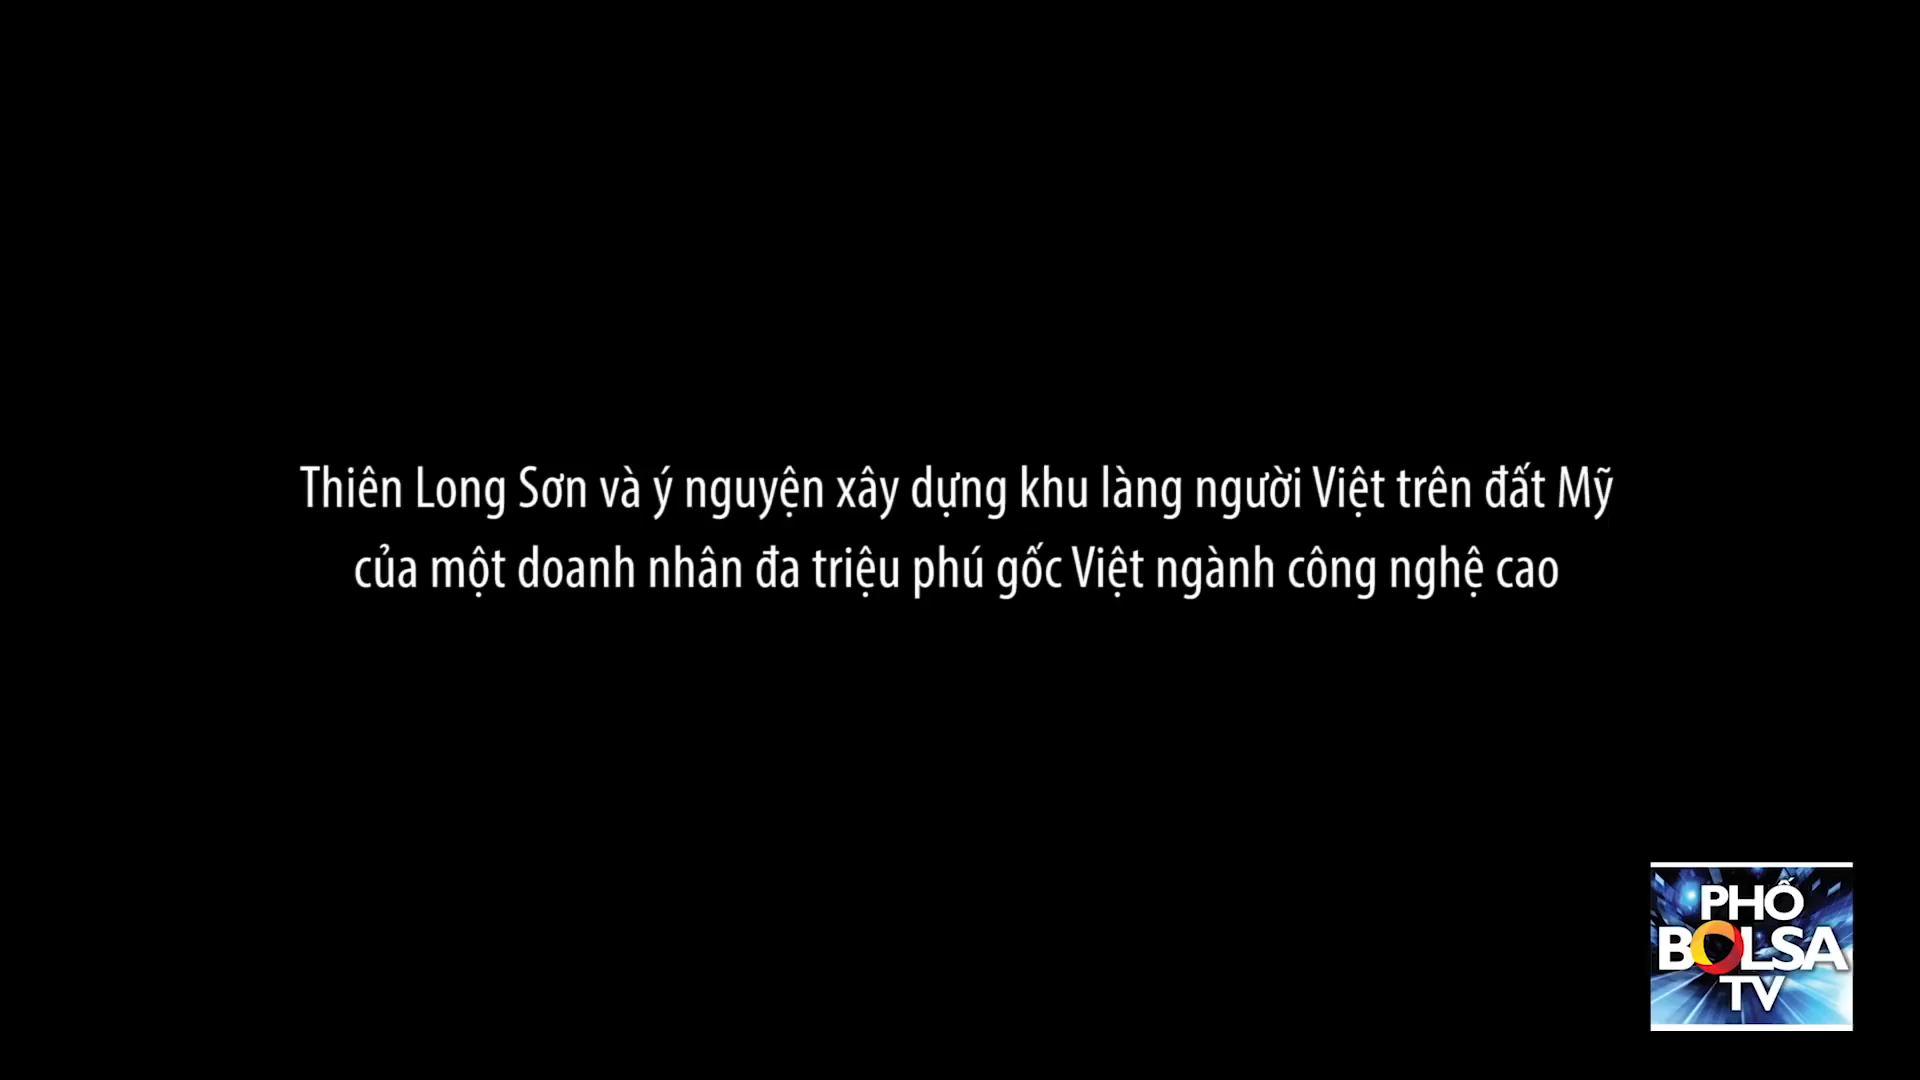 Thiên Long Sơn và ý nguyện xây dựng khu làng người Việt trên đất Mỹ
của một doanh nhân đa triệu phú gốc Việt ngành công nghệ cao
PHỐ
BOLSA
TV